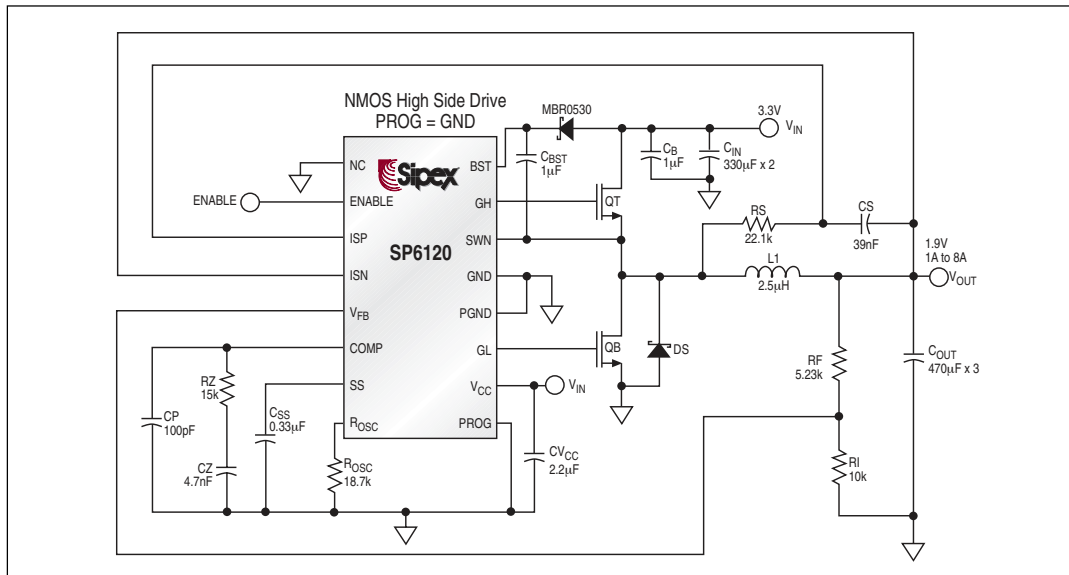 NMOS High Side Drive
PROG = GND
Sipex
SP6120
NC
ENABLE
ISP
ISN
VFB
COMP
SS
ROSC
BST
GH
SWN
GND
PGND
GL
VCC
PROG
ENABLE
MBR0530
3.3V
VIN
CBST
1µF
CB
1µF
CIN
330µF x 2
QT
RS
22.1k
CS
39nF
L1
2.5µH
1.9V
1A to 8A
VOUT
QB
DS
RF
5.23k
COUT
470µF x 3
VIN
RZ
15k
CP
100pF
CSS
0.33µF
CZ
4.7nF
ROSC
18.7k
CVCC
2.2µF
RI
10k